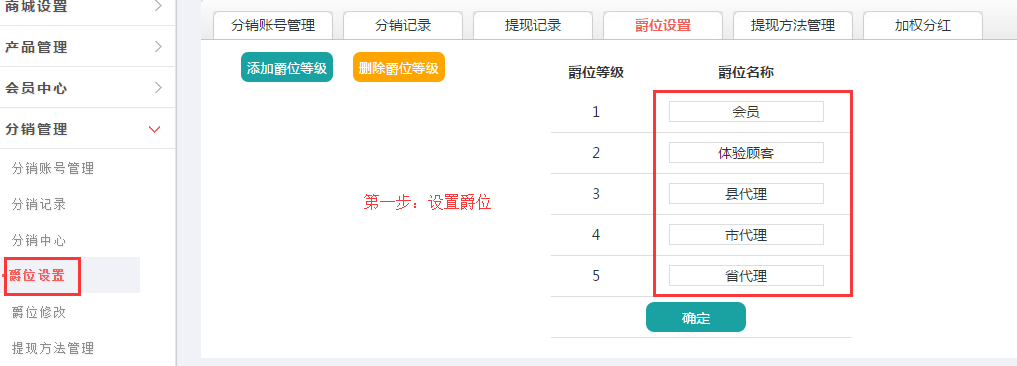 商城设置
产品管理
会员中心
分销管理
分销账号管理
分销记录
分销中心
爵位设置
爵位修改
提现方法管理
分销账号管理 分销记录 提现记录 爵位设置 提现方法管理 加权分红
添加爵位等级 删除爵位等级
第一步：设置爵位
爵位等级 爵位名称
1 会员
2 体验顾客
3 县代理
4 市代理
5 省代理
确定